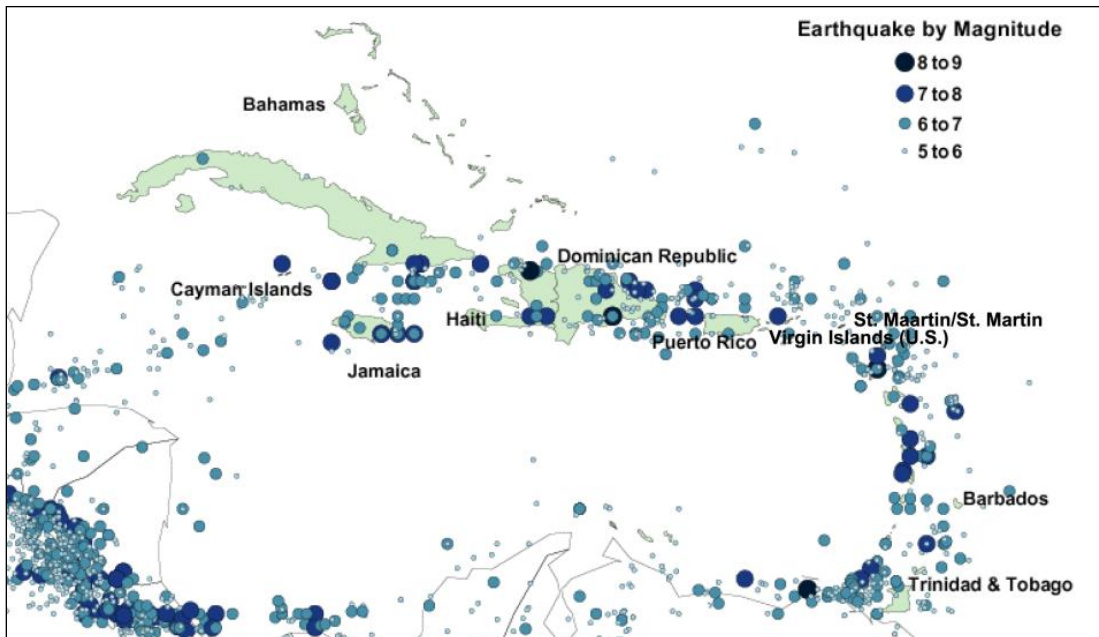 Earthquake by Magnitude
8 to 9
7 to 8
6 to 7
5 to 6
Bahamas
Dominican Republic
Cayman Islands
Haiti
St. Maartin/St. Martin
Virgin Islands (U.S.)
Puerto Rico
Jamaica
Barbados
Trinidad & Tobago